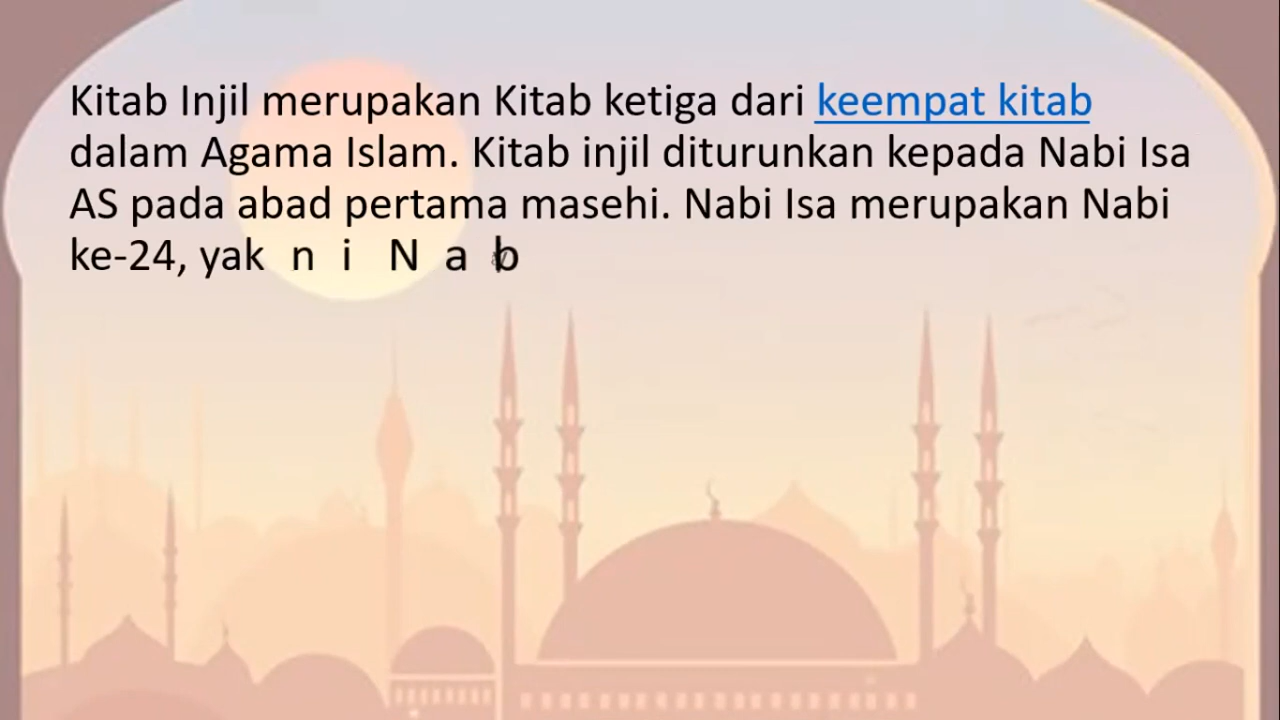 Kitab Injil merupakan Kitab ketiga dari keempat kitab
dalam Agama Islam. Kitab injil diturunkan kepada Nabi Isa
AS pada abad pertama masehi. Nabi Isa merupakan Nabi
ke-24, yak n i N a b